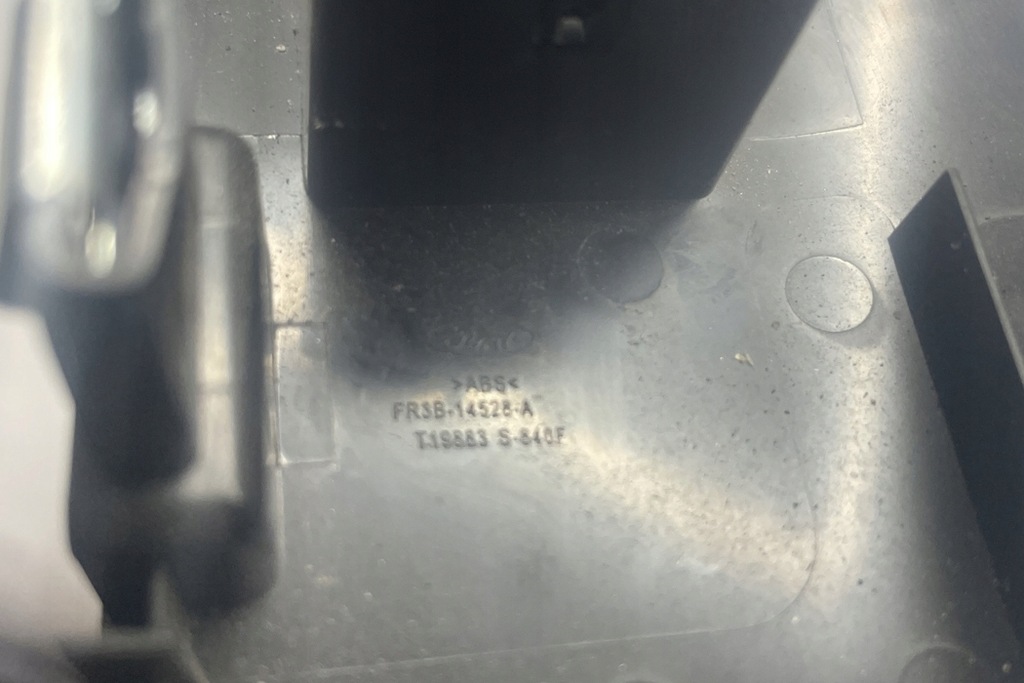 >ABS<
FR3B-14528-A
T19883 S-840F